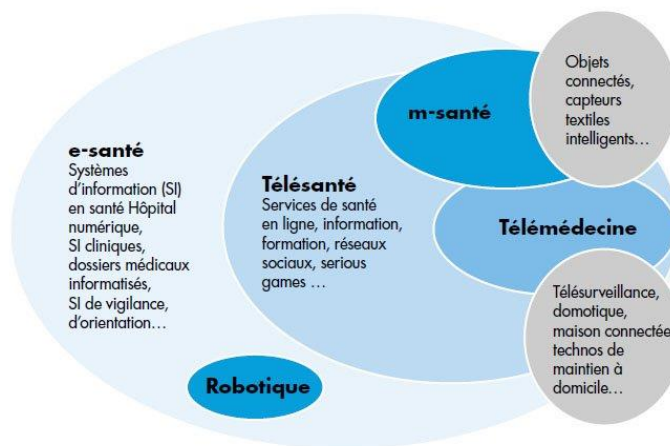 e-santé
Systèmes
d'information (SI)
en santé Hôpital
numérique,
SI cliniques,
dossiers médicaux
informatisés,
SI de vigilance,
d'orientation...
Télésanté
Services de santé
en ligne, information,
formation, réseaux
sociaux, serious
games ...
m-santé
Objets
connectés,
capteurs
textiles
intelligents...
Télémédecine
Télésurveillance,
domotique,
maison connectée
technos de
maintien à
domicile...
Robotique